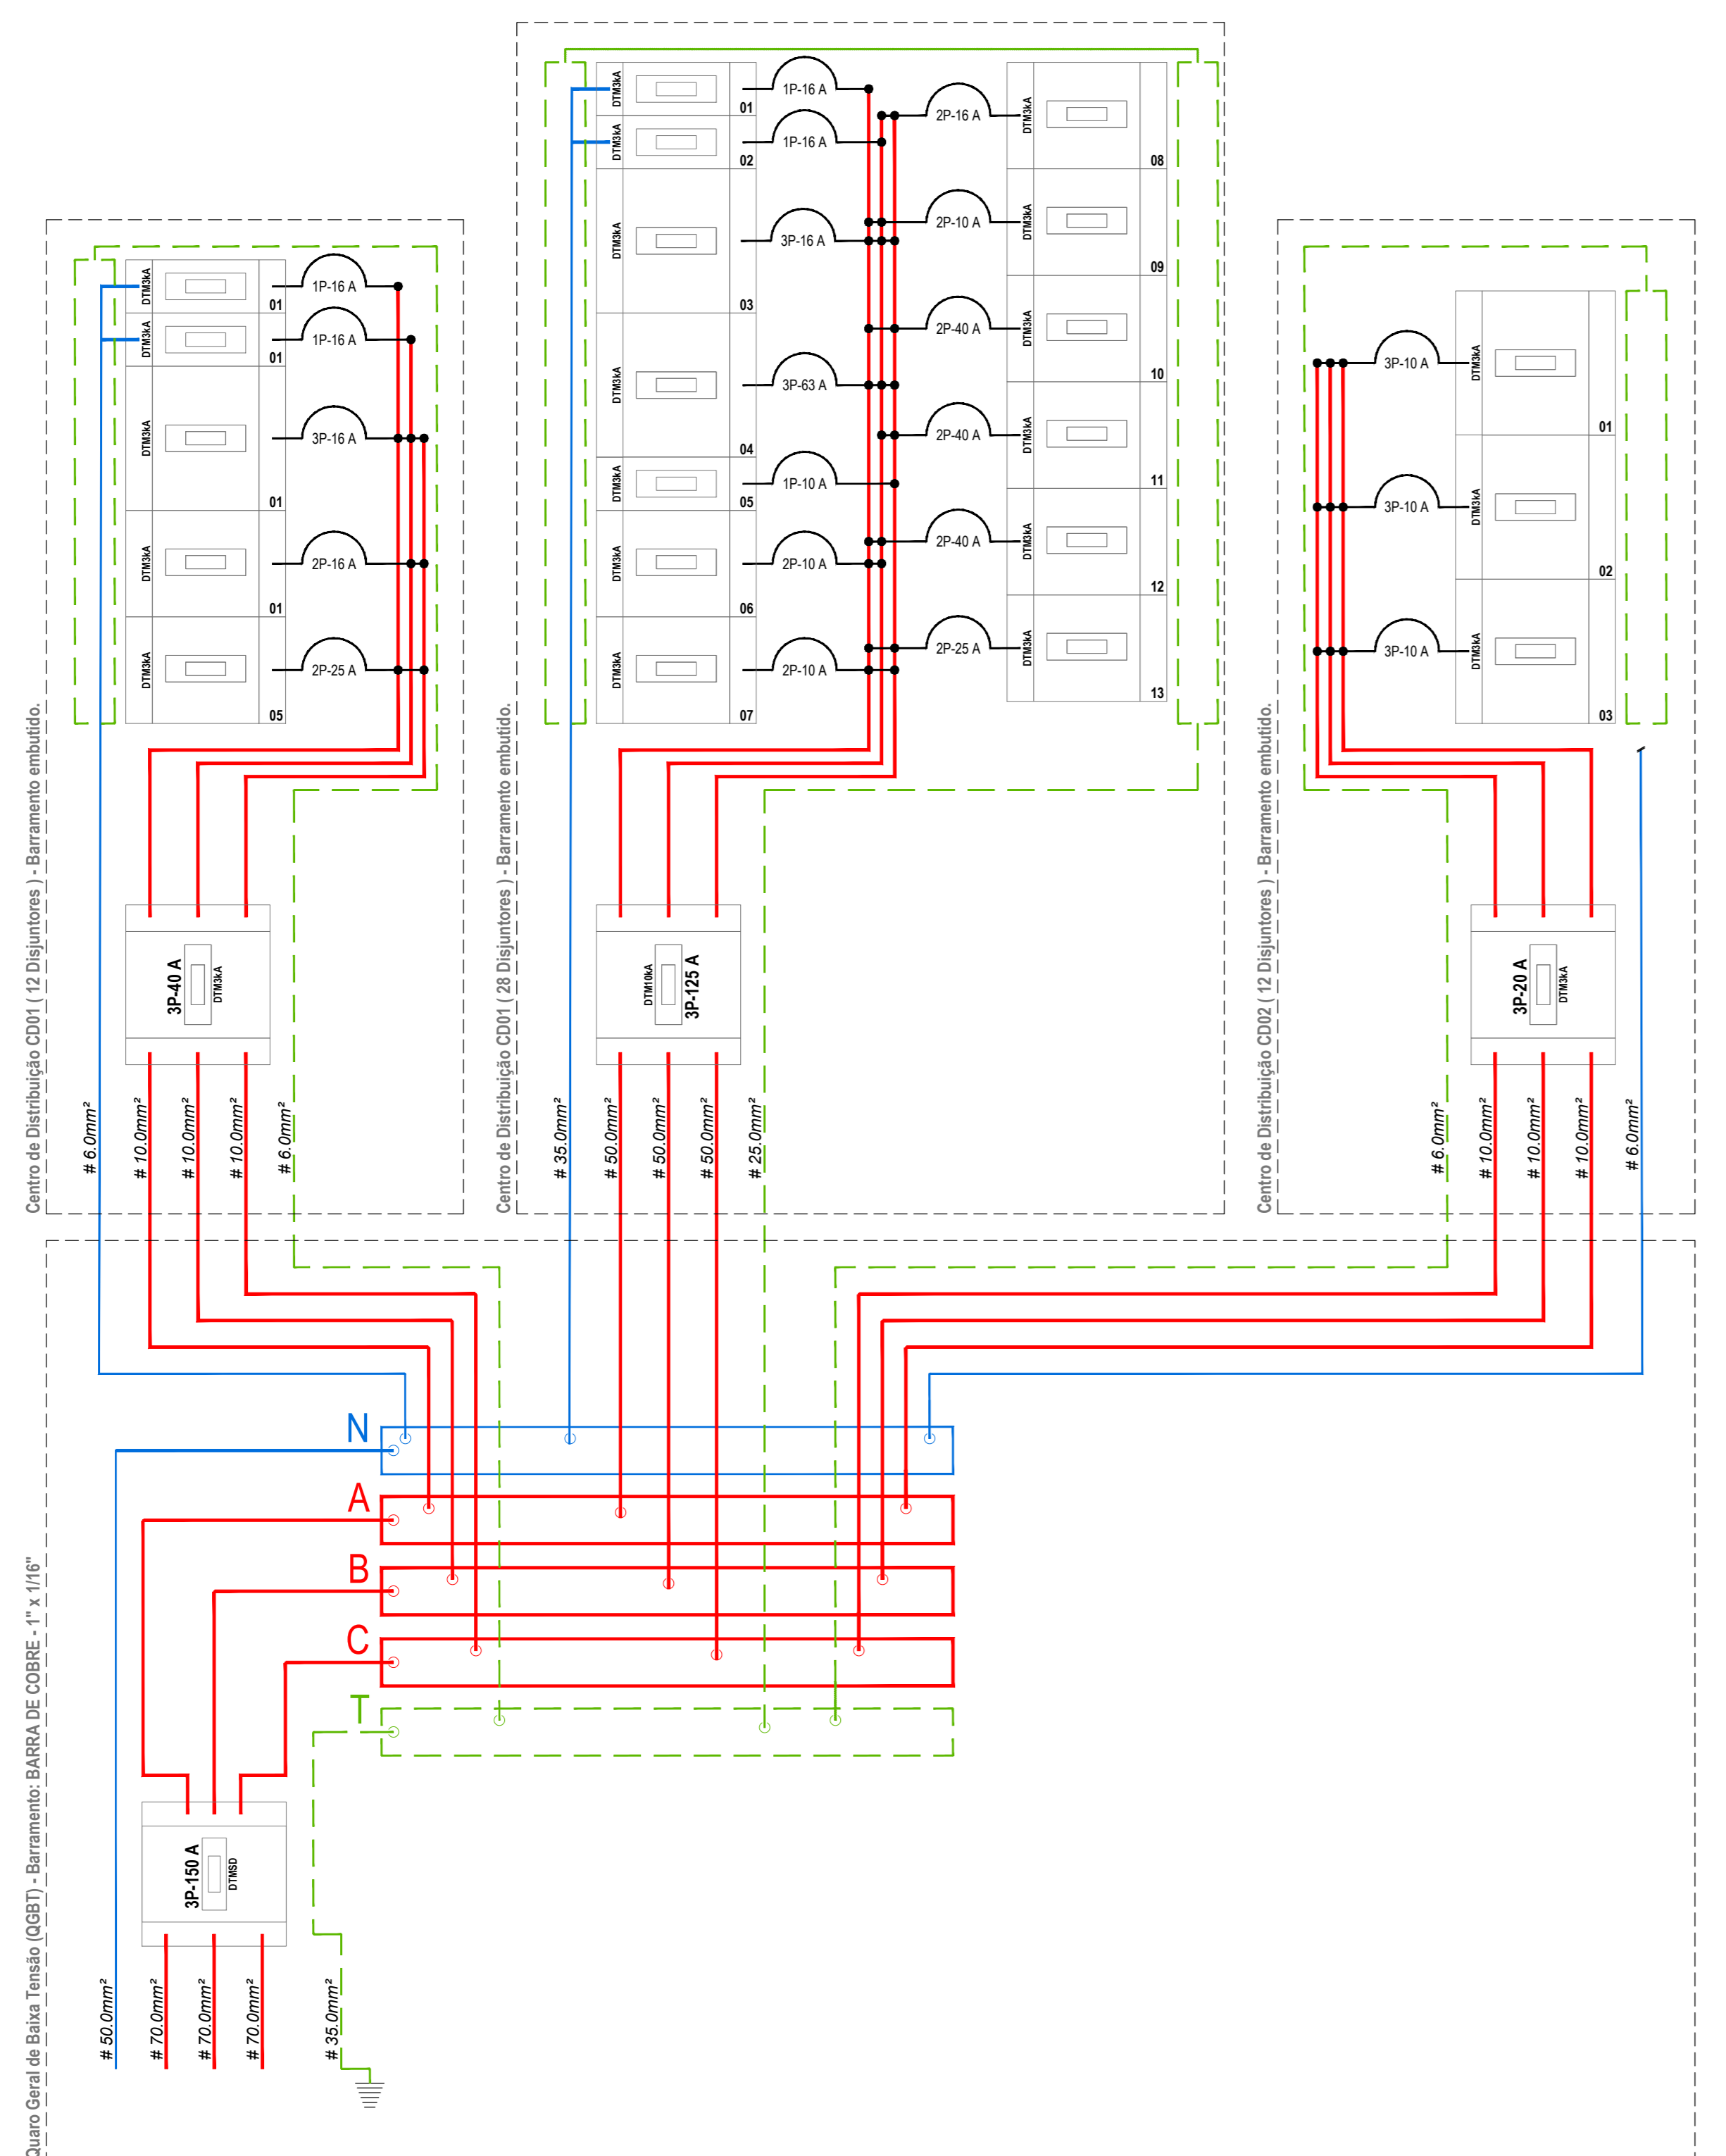 Centro de Distribuição CD01 ( 12 Disjuntores ) - Barramento embutido.
DTM3kA
01
1P-16 A
DTM3kA
01
1P-16 A
DTM3kA
01
3P-16 A
DTM3kA
01
2P-16 A
DTM3kA
05
2P-25 A
3P-40 A
DTM3kA
# 6.0mm²
# 10.0mm²
# 10.0mm²
# 10.0mm²
# 6.0mm²
Centro de Distribuição CD01 ( 28 Disjuntores ) - Barramento embutido.
DTM3kA
01
1P-16 A
DTM3kA
02
1P-16 A
DTM3kA
03
3P-16 A
DTM3kA
04
3P-63 A
DTM3kA
05
1P-10 A
DTM3kA
06
2P-10 A
DTM3kA
07
2P-10 A
2P-16 A
DTM3kA
08
2P-10 A
DTM3kA
09
2P-40 A
DTM3kA
10
2P-40 A
DTM3kA
11
2P-40 A
DTM3kA
12
2P-25 A
DTM3kA
13
DTM10kA
3P-125 A
# 35.0mm²
# 50.0mm²
# 50.0mm²
# 50.0mm²
# 25.0mm²
Centro de Distribuição CD02 ( 12 Disjuntores ) - Barramento embutido.
3P-10 A
DTM3kA
01
3P-10 A
DTM3kA
02
3P-10 A
DTM3kA
03
3P-20 A
DTM3kA
# 6.0mm²
# 10.0mm²
# 10.0mm²
# 10.0mm²
# 6.0mm²
Quaro Geral de Baixa Tensão (QGBT) - Barramento: BARRA DE COBRE - 1" x 1/16"
N
A
B
C
T
3P-150 A
DTMSD
# 50.0mm²
# 70.0mm²
# 70.0mm²
# 70.0mm²
# 35.0mm²